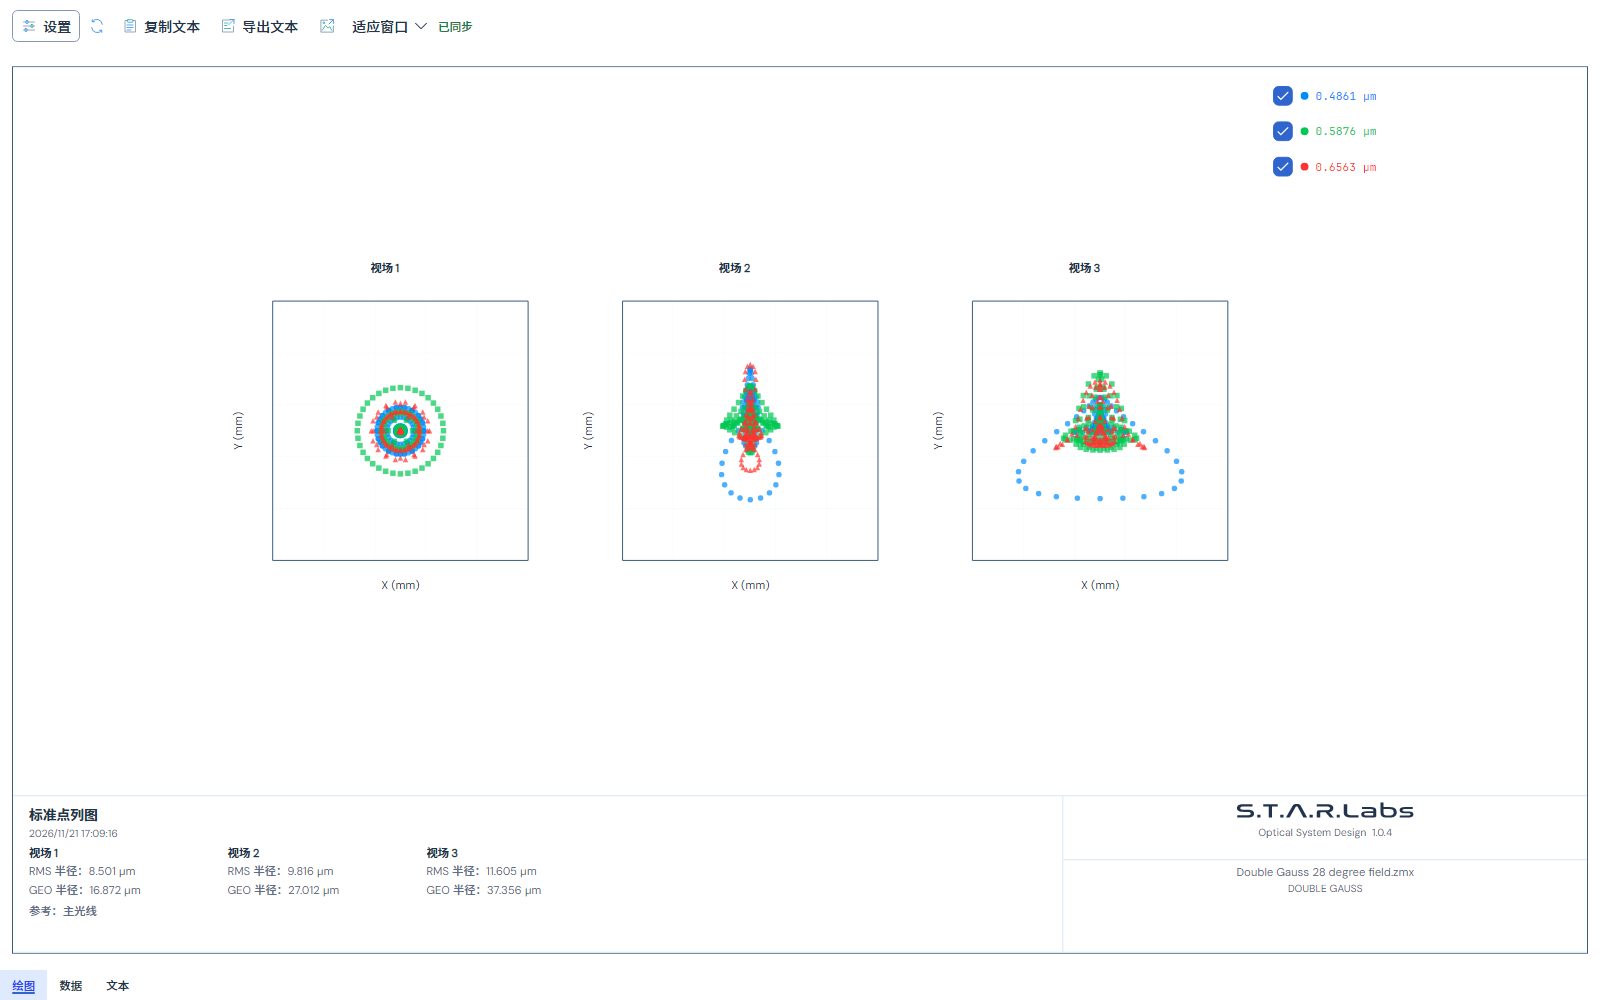 设置
复制文本
导出文本
适应窗口
已同步
0.4861 µm
0.5876 µm
0.6563 µm
视场 1
视场 2
视场 3
Y (mm)
Y (mm)
Y (mm)
X (mm)
X (mm)
X (mm)
标准点列图
2026/11/21 17:09:16
视场 1
RMS 半径: 8.501 µm
GEO 半径: 16.872 µm
视场 2
RMS 半径: 9.816 µm
GEO 半径: 27.012 µm
视场 3
RMS 半径: 11.605 µm
GEO 半径: 37.356 µm
参考: 主光线
S.T.A.R.Labs
Optical System Design 1.0.4
Double Gauss 28 degree field.zmx
DOUBLE GAUSS
绘图
数据
文本